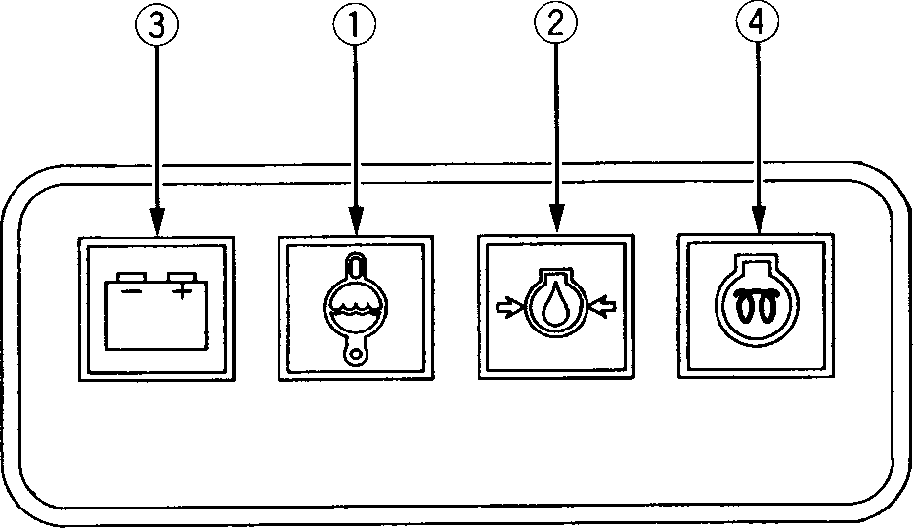 ③ ① ② ④
− +